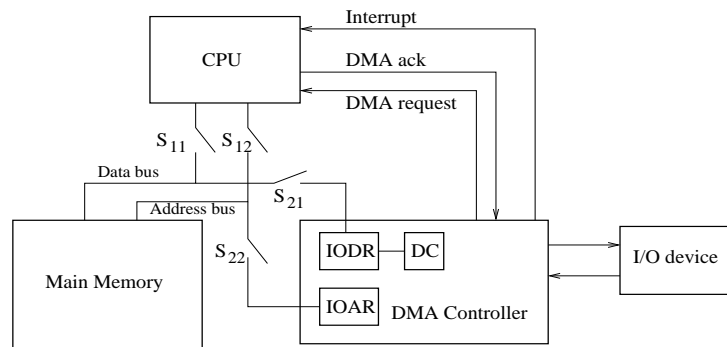 Interrupt
CPU
DMA ack
DMA request
S11
S12
Data bus
S21
Address bus
S22
IODR
DC
I/O device
Main Memory
IOAR
DMA Controller